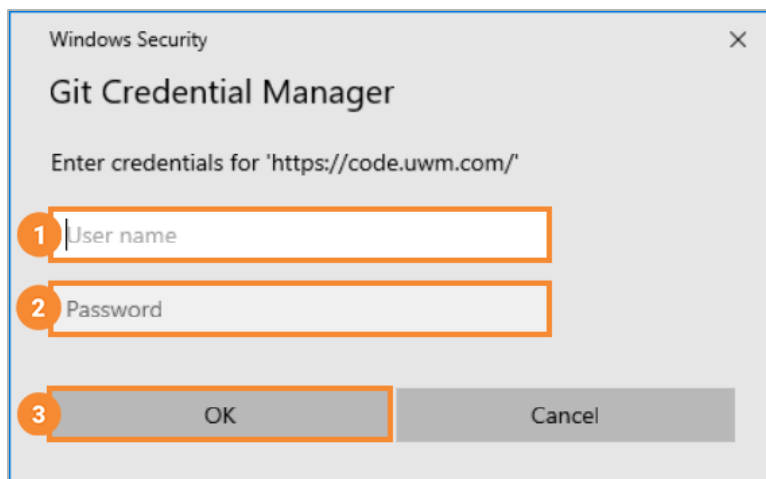 Windows Security
Git Credential Manager
Enter credentials for 'https://code.uwm.com/'
1 User name
2 Password
3 OK Cancel